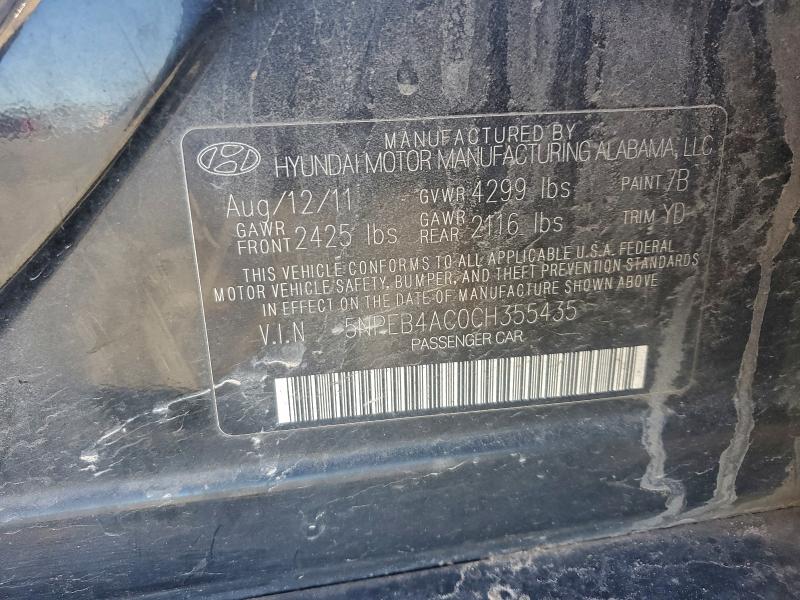 MANUFACTURED BY
HYUNDAI MOTOR MANUFACTURING ALABAMA, LLC
Aug/12/11 GVWR 4299 lbs PAINT 7B
GAWR FRONT 2425 lbs GAWR REAR 2116 lbs TRIM YD
THIS VEHICLE CONFORMS TO ALL APPLICABLE U.S.A. FEDERAL
MOTOR VEHICLE SAFETY, BUMPER, AND THEFT PREVENTION STANDARDS
IN EFFECT ON THE DATE OF MANUFACTURE SHOWN ABOVE
V.I.N 5NPEB4AC0CH355435
PASSENGER CAR